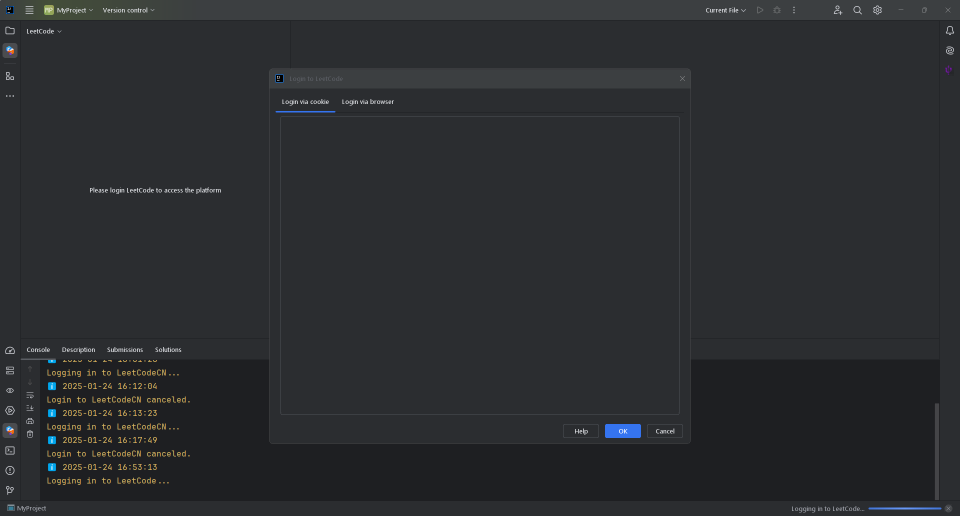 MP MyProject
Version control
Current File
LeetCode
Login to LeetCode
Login via cookie
Login via browser
Please login LeetCode to access the platform
Help
OK
Cancel
Console
Description
Submissions
Solutions
Logging in to LeetCodeCN...
2025-01-24 16:12:04
Login to LeetCodeCN canceled.
2025-01-24 16:13:23
Logging in to LeetCodeCN...
2025-01-24 16:17:49
Login to LeetCodeCN canceled.
2025-01-24 16:53:13
Logging in to LeetCode...
MyProject
Logging in to LeetCode...